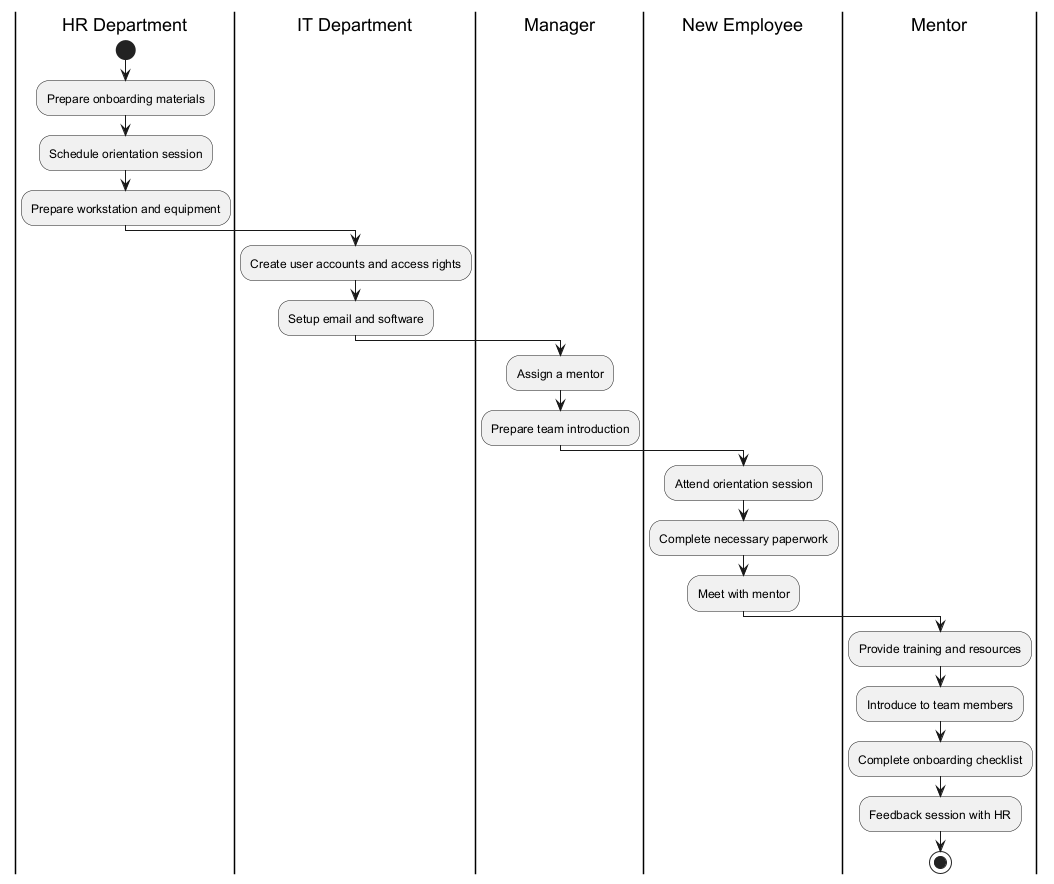 HR Department
IT Department
Manager
New Employee
Mentor
Prepare onboarding materials
Schedule orientation session
Prepare workstation and equipment
Create user accounts and access rights
Setup email and software
Assign a mentor
Prepare team introduction
Attend orientation session
Complete necessary paperwork
Meet with mentor
Provide training and resources
Introduce to team members
Complete onboarding checklist
Feedback session with HR